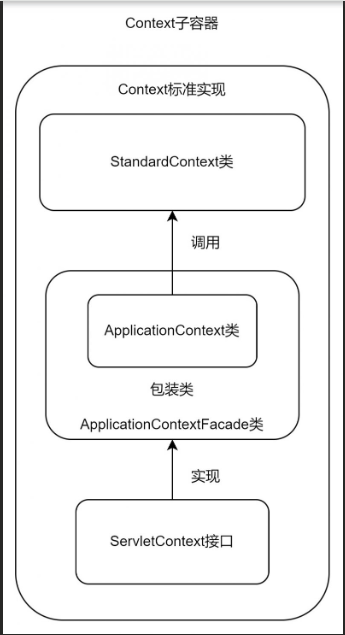 Context子容器
Context标准实现
StandardContext类
调用
ApplicationContext类
包装类
ApplicationContextFacade类
实现
ServletContext接口